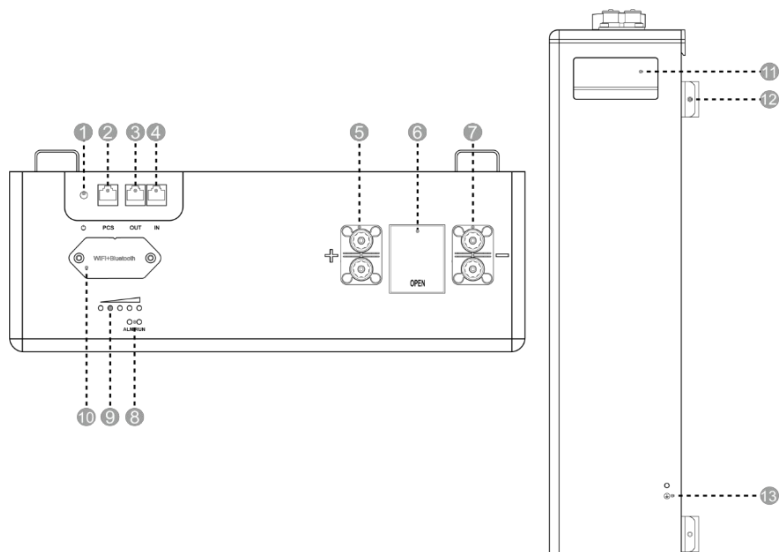 11
12
1 2 3 4 5 6 7
PCS OUT IN
WIFI+Bluetooth
+ −
OPEN
ALM RUN
10 9 8
13